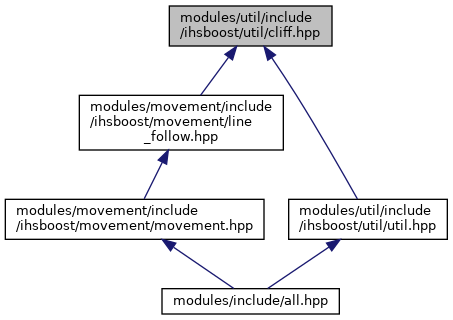 modules/util/include
/ihsboost/util/cliff.hpp
modules/movement/include
/ihsboost/movement/line
_follow.hpp
modules/movement/include
/ihsboost/movement/movement.hpp
modules/util/include
/ihsboost/util/util.hpp
modules/include/all.hpp